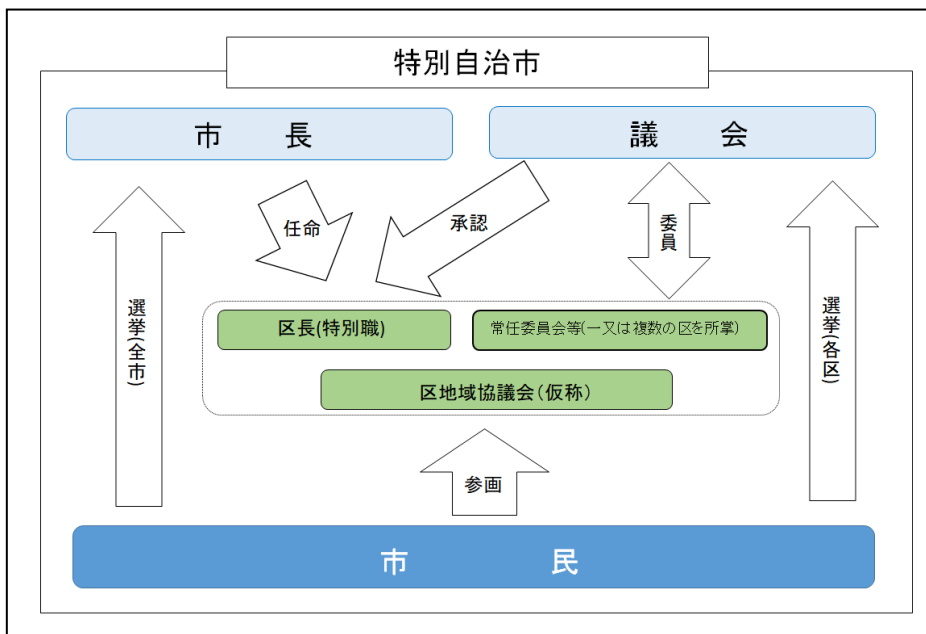 特別自治市
市　　長
議　　会
任命
承認
委員
選挙(全市)
選挙(各区)
区長(特別職)
常任委員会等(一又は複数の区を所掌)
区地域協議会(仮称)
参画
市　　　　民